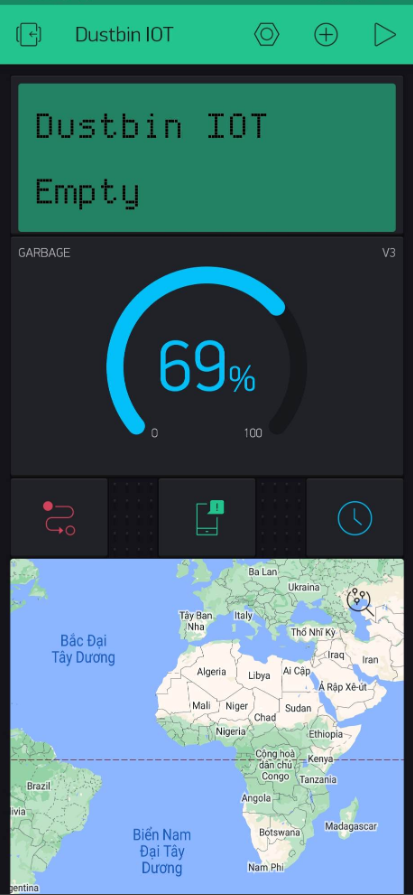 Dustbin IOT
Dustbin IOT
Empty
GARBAGE
V3
69%
0
100
Ba Lan
Ukraina
Tây Ban
Nha
Italy
Thổ Nhĩ Kỳ
Bắc Đại
Tây Dương
Iraq
Iran
Algeria
Libya
Ai Cập
Ả Rập Xê-út
Mali
Niger
Chad
Sudan
Nigeria
Ethiopia
Cộng hoà
dân chủ
Congo
Kenya
Tanzania
Brazil
livia
Angola
Biển Nam
Đại Tây
Dương
Botswana
Madagascar
Nam Phi
entina